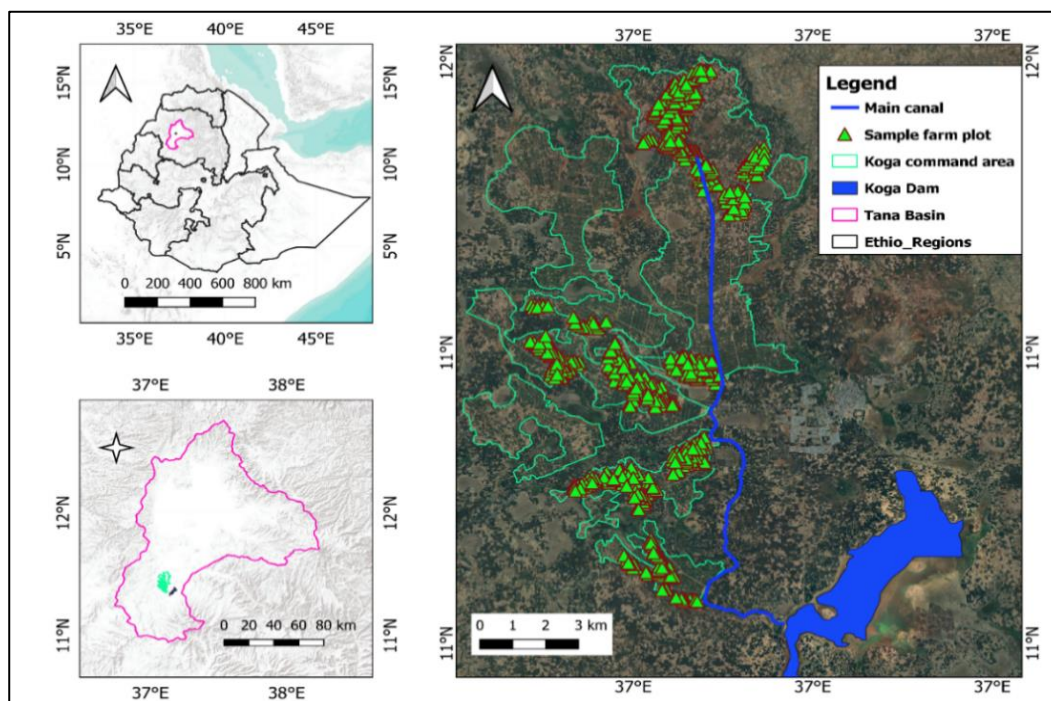 35°E 40°E 45°E
15°N 15°N
10°N 10°N
5°N 5°N
0 200 400 600 800 km
35°E 40°E 45°E
37°E 38°E
12°N 12°N
11°N 11°N
0 20 40 60 80 km
37°E 38°E
37°E 37°E 37°E
12°N 12°N
Legend
Main canal
Sample farm plot
Koga command area
Koga Dam
Tana Basin
Ethio_Regions
11°N 11°N
11°N 11°N
0 1 2 3 km
37°E 37°E 37°E